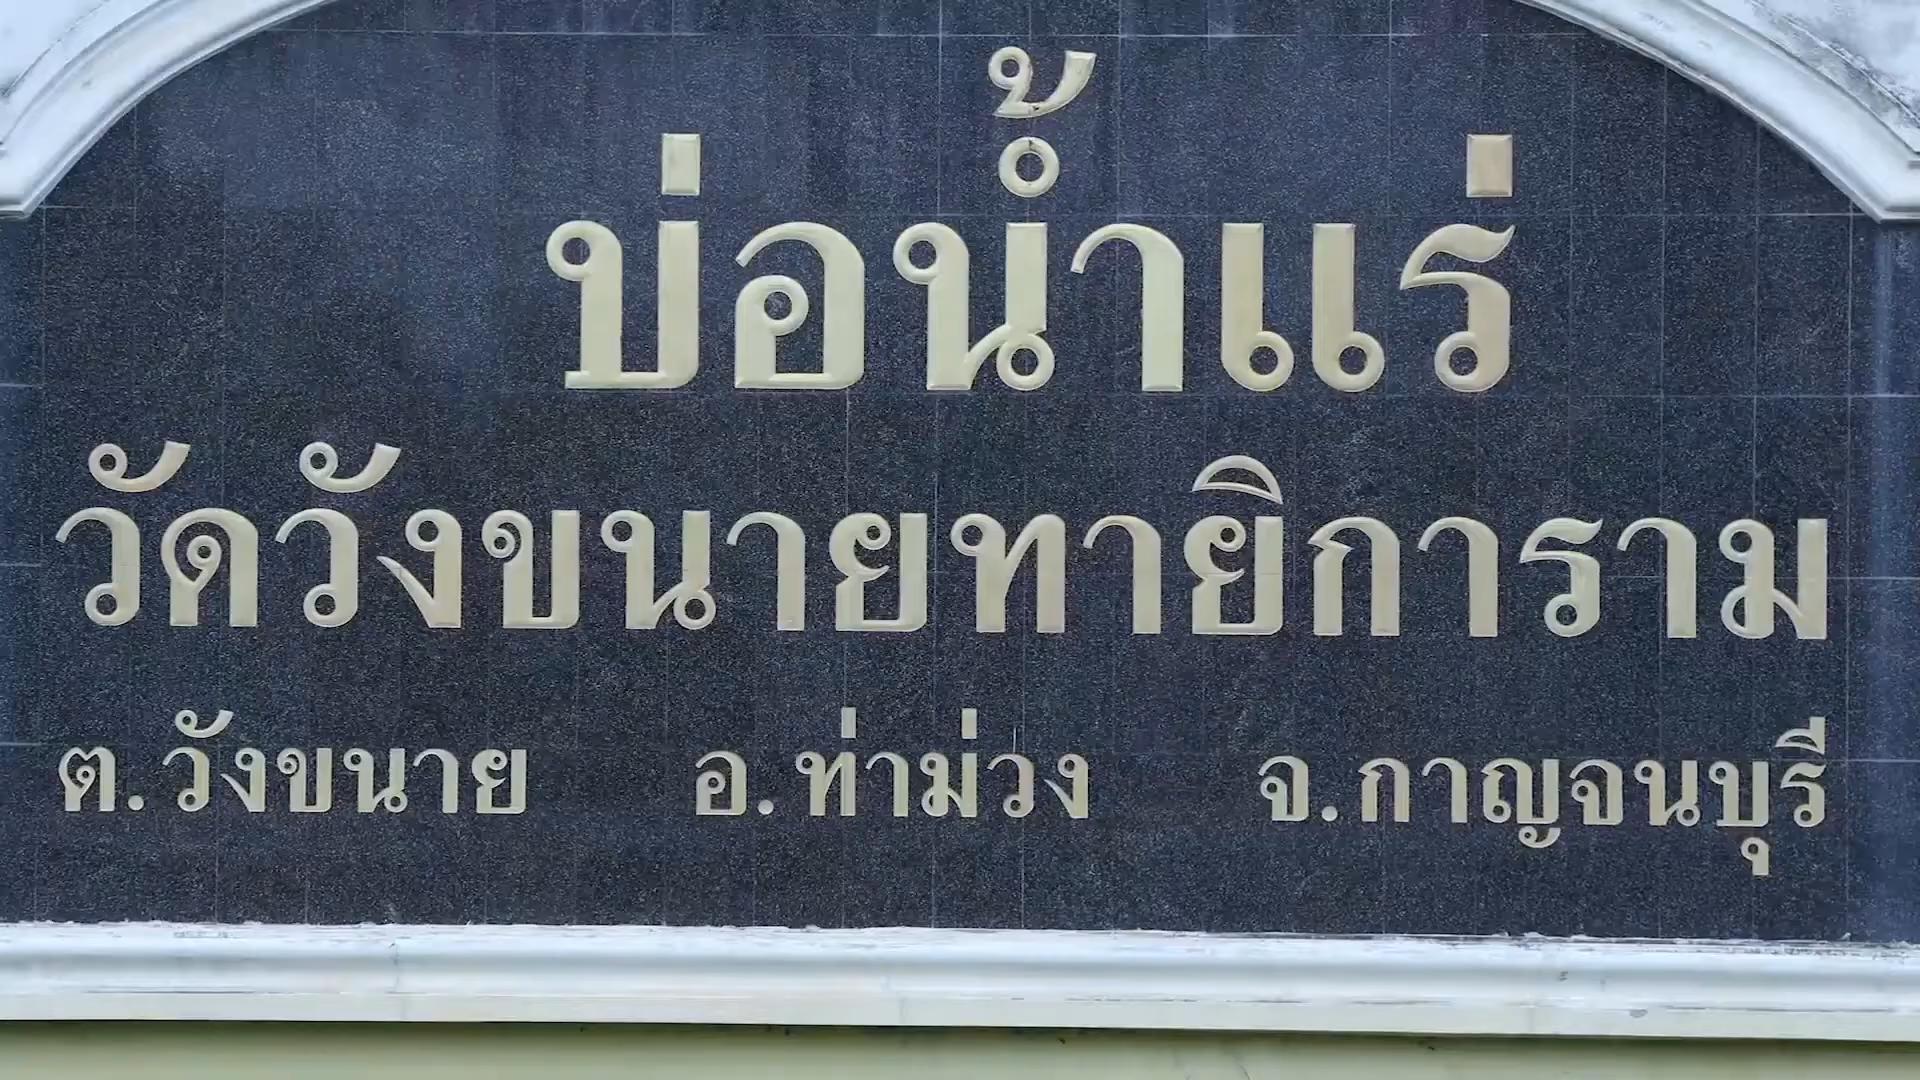 บ่อน้ำแร่
วัดวังขนายทายิการาม
ต.วังขนาย อ.ท่าม่วง จ.กาญจนบุรี